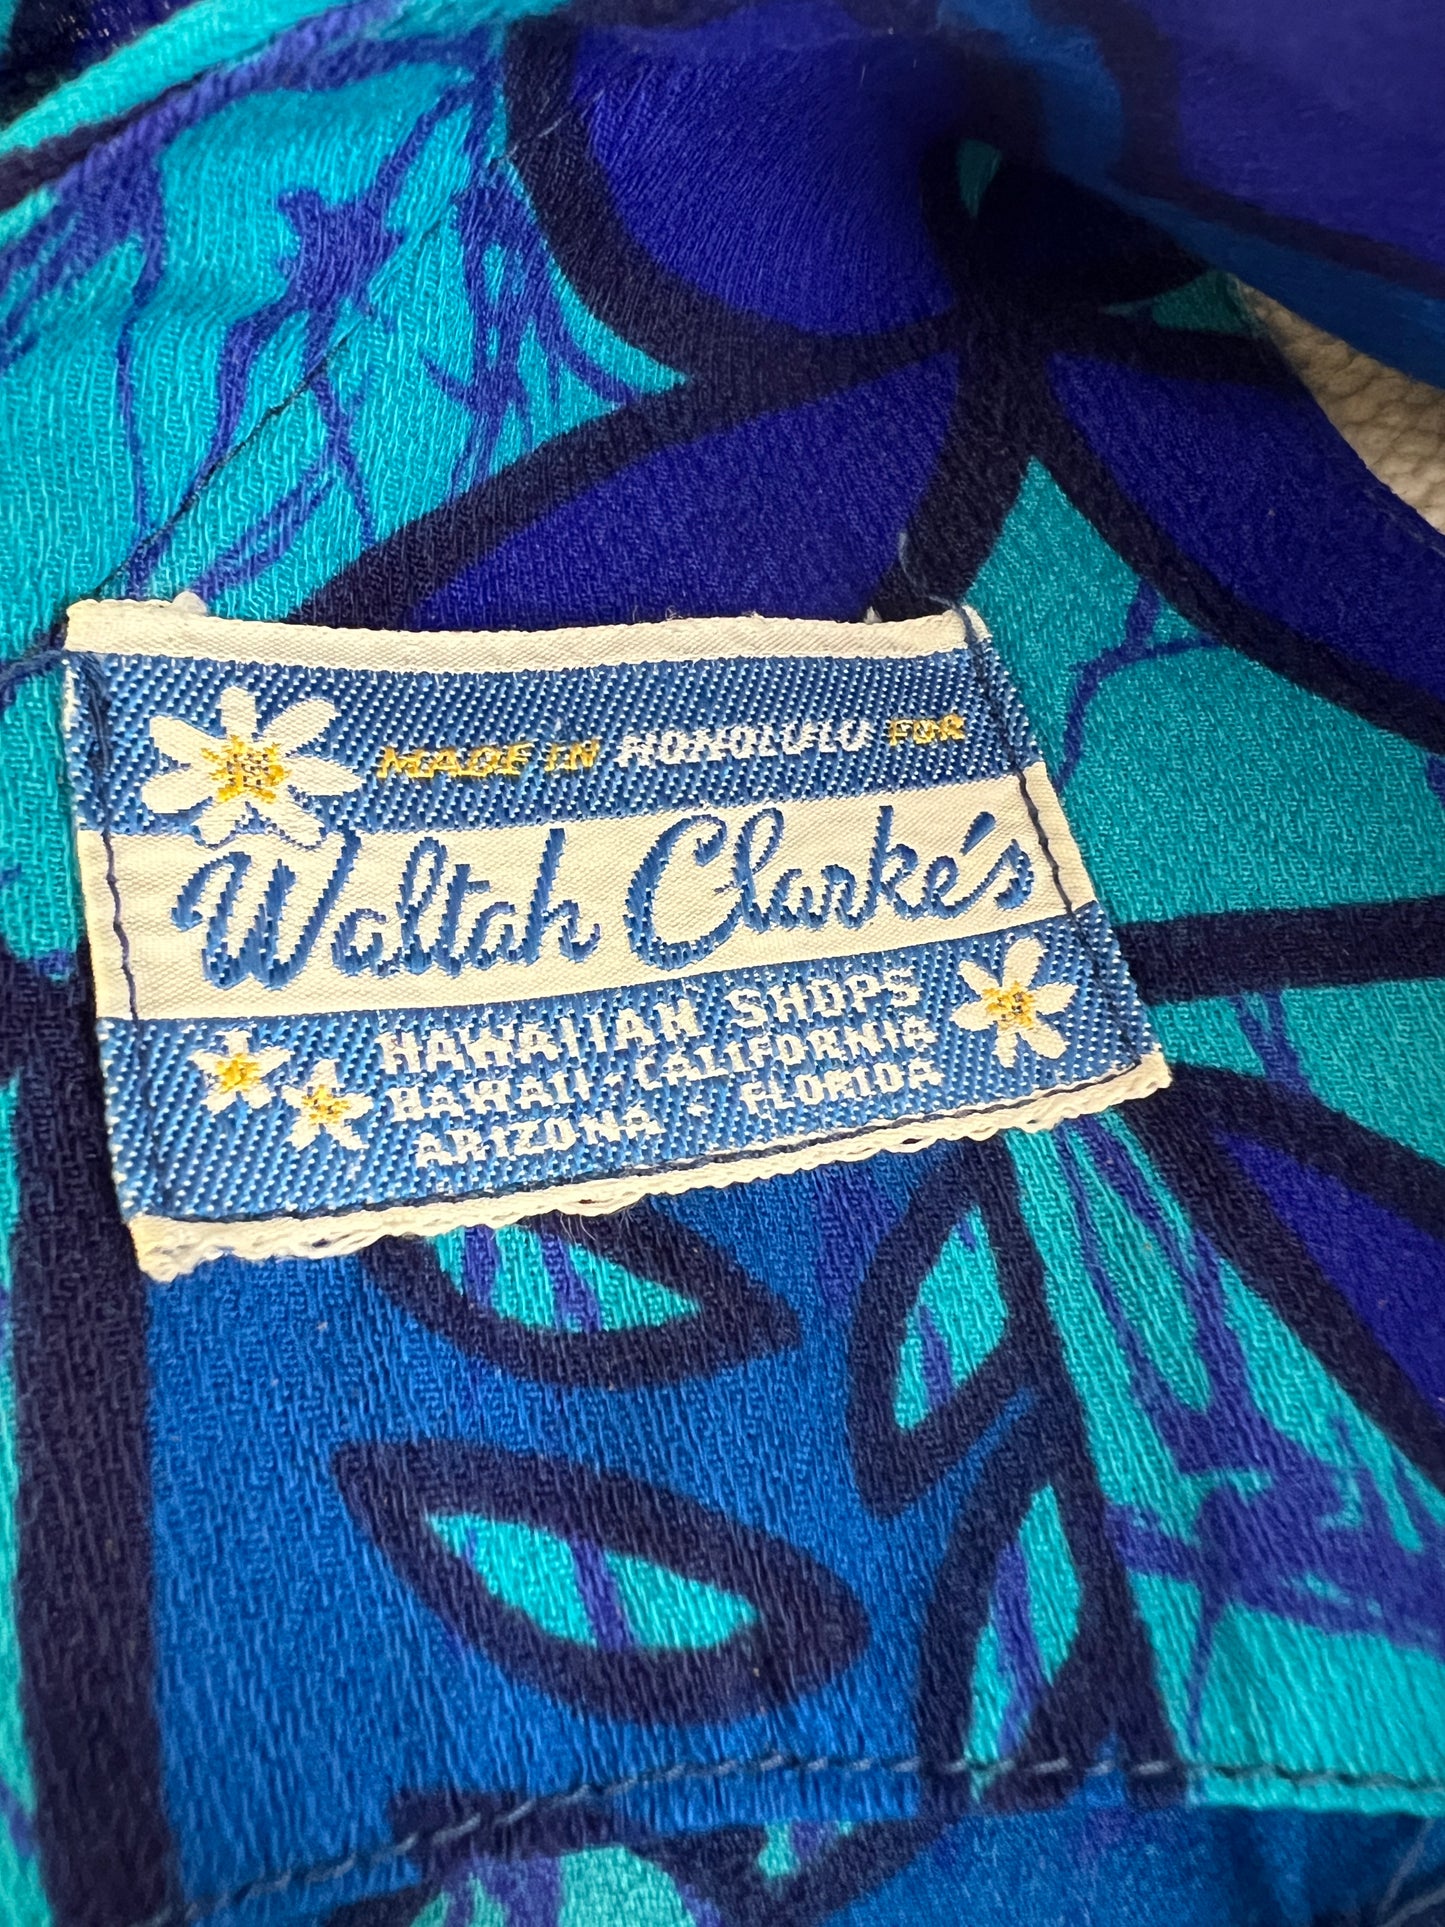 MADE IN HONOLULU FOR
Waltah Clarke's
HAWAIIAN SHOPS
HAWAII - CALIFORNIA
ARIZONA - FLORIDA